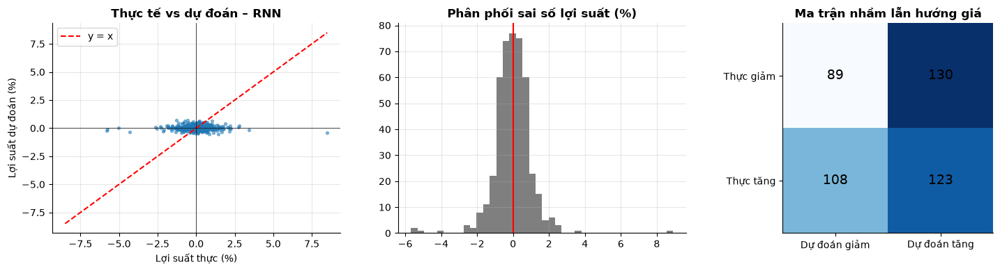 Thực tế vs dự đoán – RNN
y = x
Lợi suất dự đoán (%)
7.5
5.0
2.5
0.0
−2.5
−5.0
−7.5
−7.5 −5.0 −2.5 0.0 2.5 5.0 7.5
Lợi suất thực (%)
Phân phối sai số lợi suất (%)
80
70
60
50
40
30
20
10
0
−6 −4 −2 0 2 4 6 8
Ma trận nhầm lẫn hướng giá
Thực giảm 89 130
Thực tăng 108 123
Dự đoán giảm Dự đoán tăng